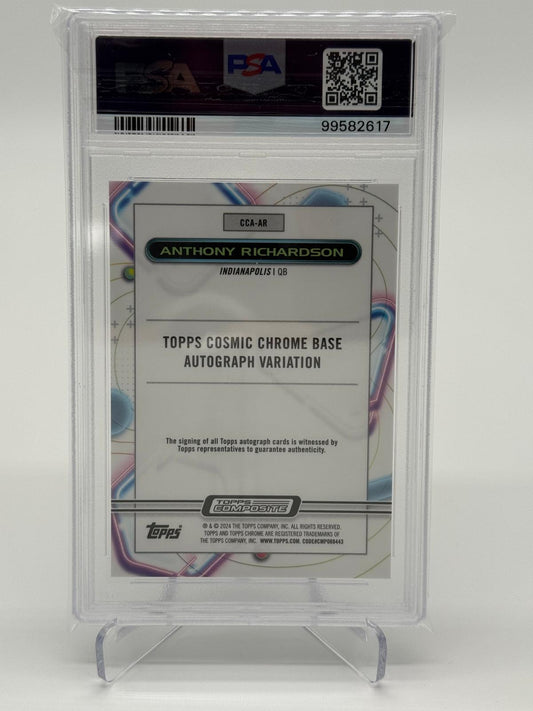 PSA PSA
99582617
CCA-AR
ANTHONY RICHARDSON
INDIANAPOLIS | QB
TOPPS COSMIC CHROME BASE
AUTOGRAPH VARIATION
The signing of all Topps autograph cards is witnessed by
Topps representatives to guarantee authenticity.
TOPPS
COMPOSITE
topps
® & © 2024 THE TOPPS COMPANY, INC. ALL RIGHTS RESERVED.
TOPPS AND TOPPS CHROME ARE REGISTERED TRADEMARKS OF
THE TOPPS COMPANY, INC. WWW.TOPPS.COM. CODE#CMP088443